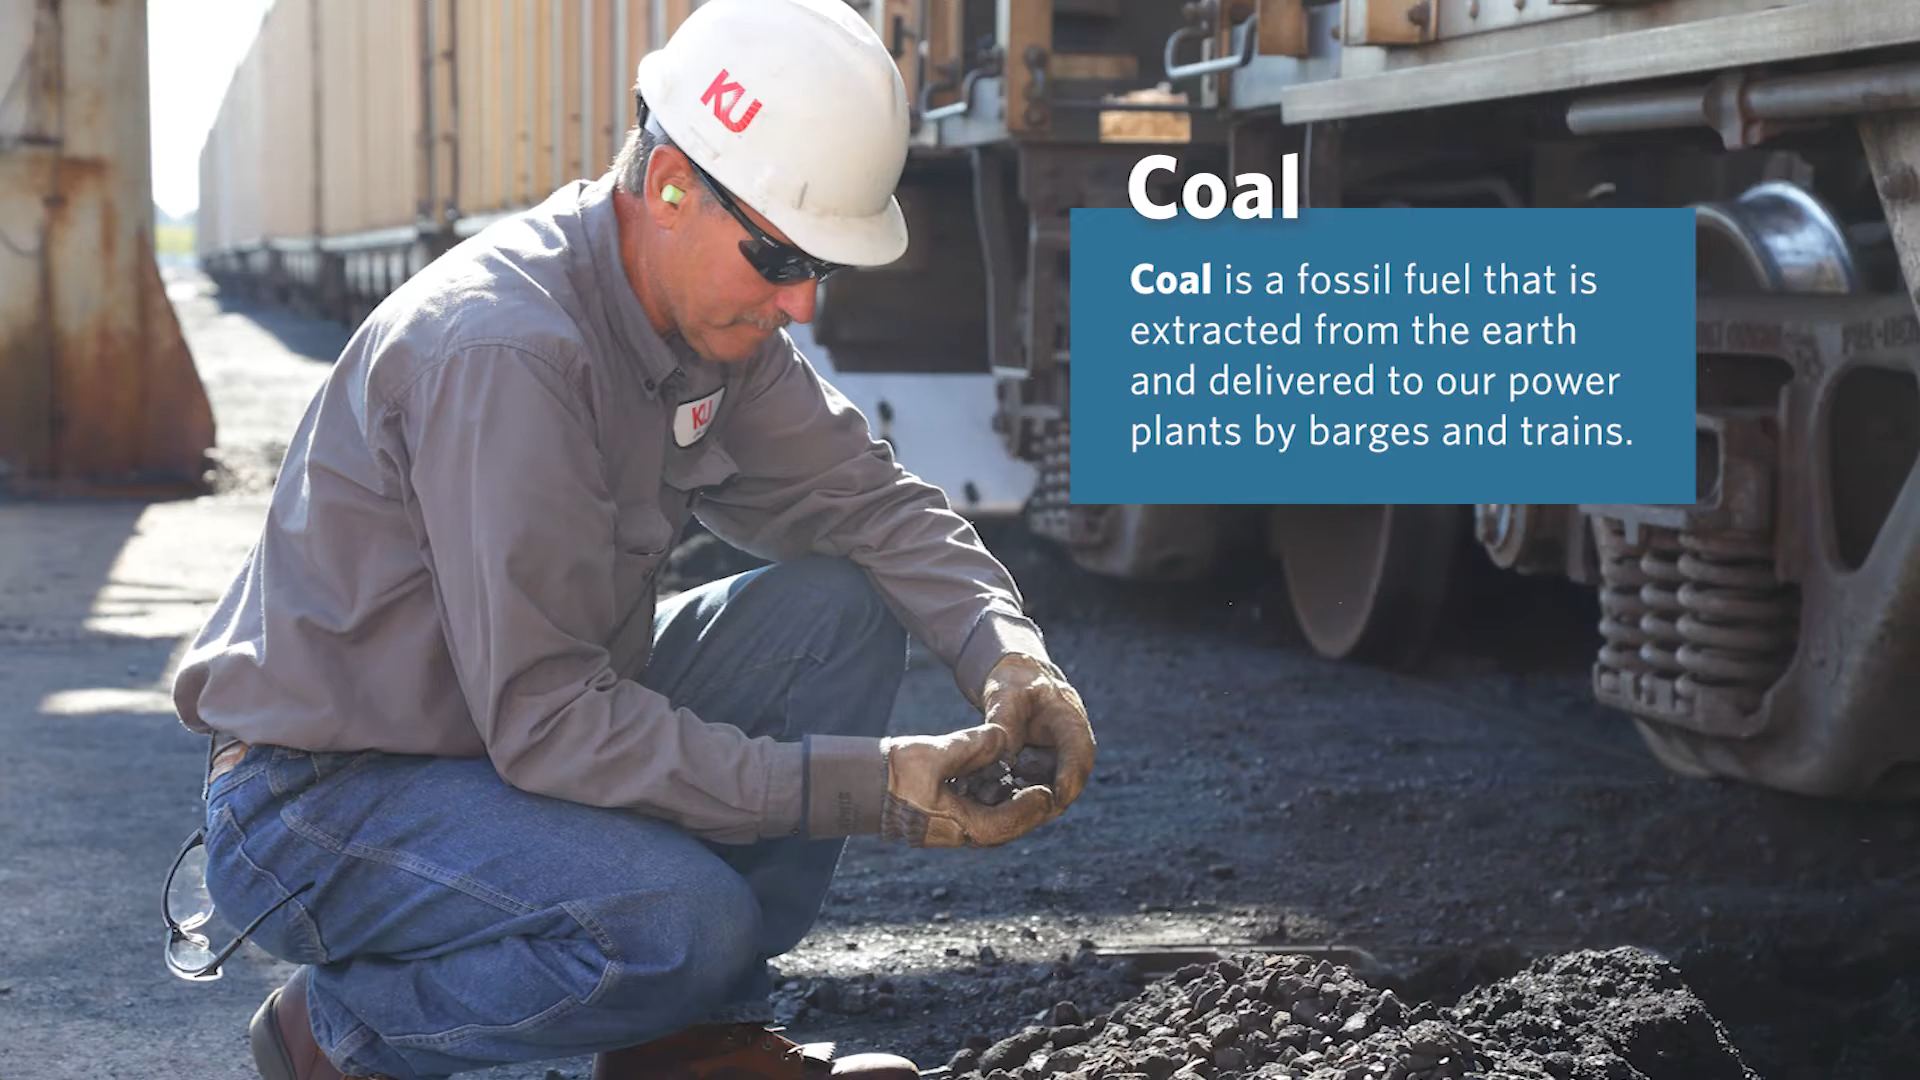 KU
Coal
Coal is a fossil fuel that is
extracted from the earth
and delivered to our power
plants by barges and trains.
KU